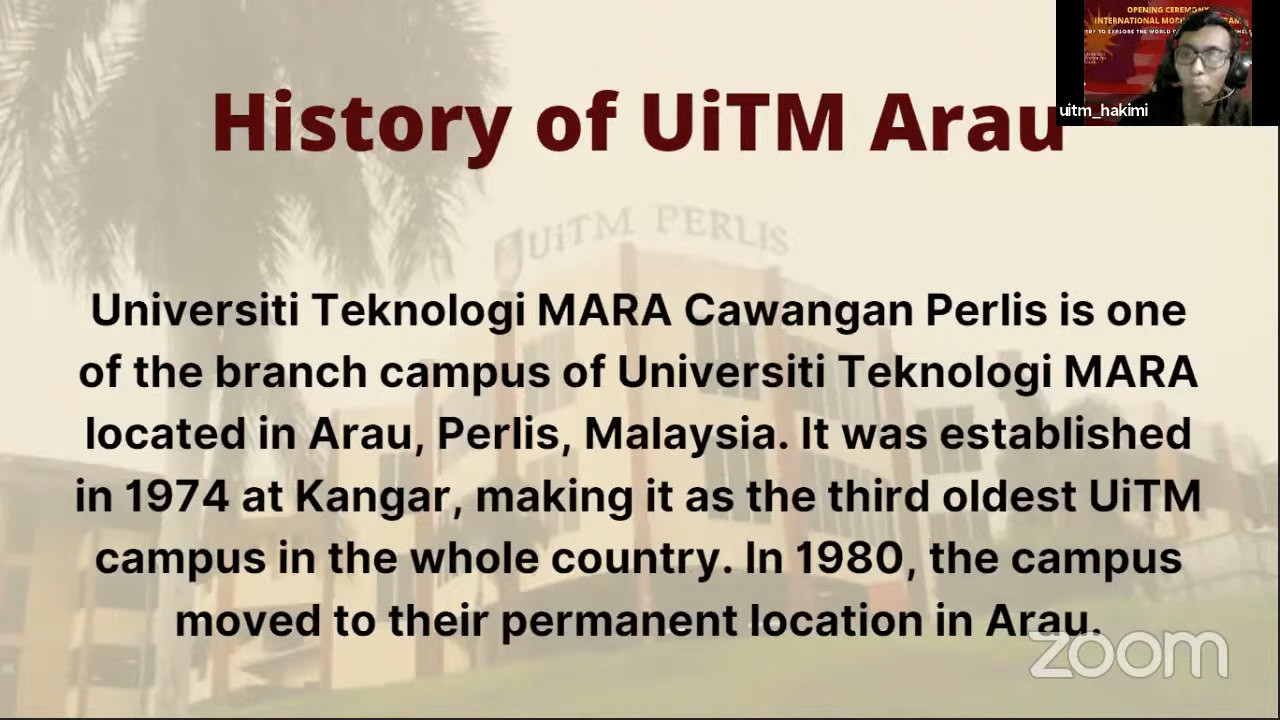 OPENING CEREMONY
History of UiTM Arau
uitm_hakimi
UiTM PERLIS
Universiti Teknologi MARA Cawangan Perlis is one
of the branch campus of Universiti Teknologi MARA
located in Arau, Perlis, Malaysia. It was established
in 1974 at Kangar, making it as the third oldest UiTM
campus in the whole country. In 1980, the campus
moved to their permanent location in Arau.
zoom